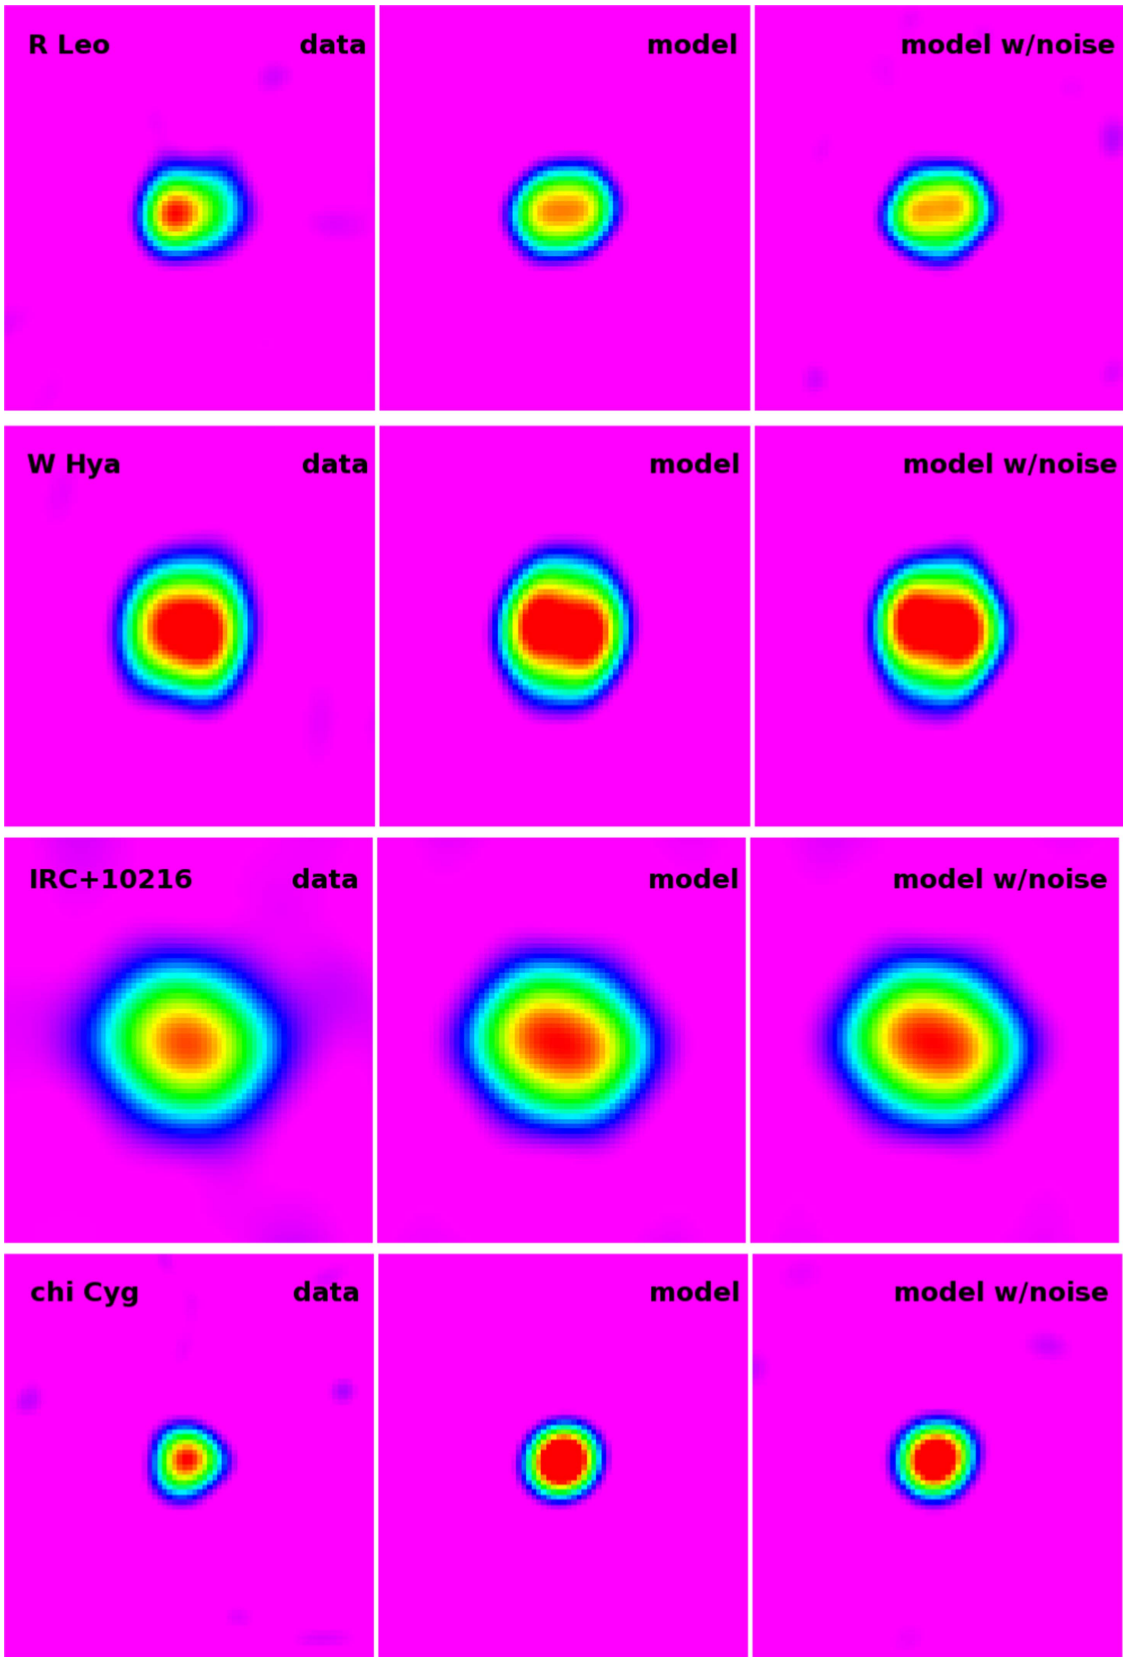 R Leo data model model w/noise
W Hya data model model w/noise
IRC+10216 data model model w/noise
chi Cyg data model model w/noise